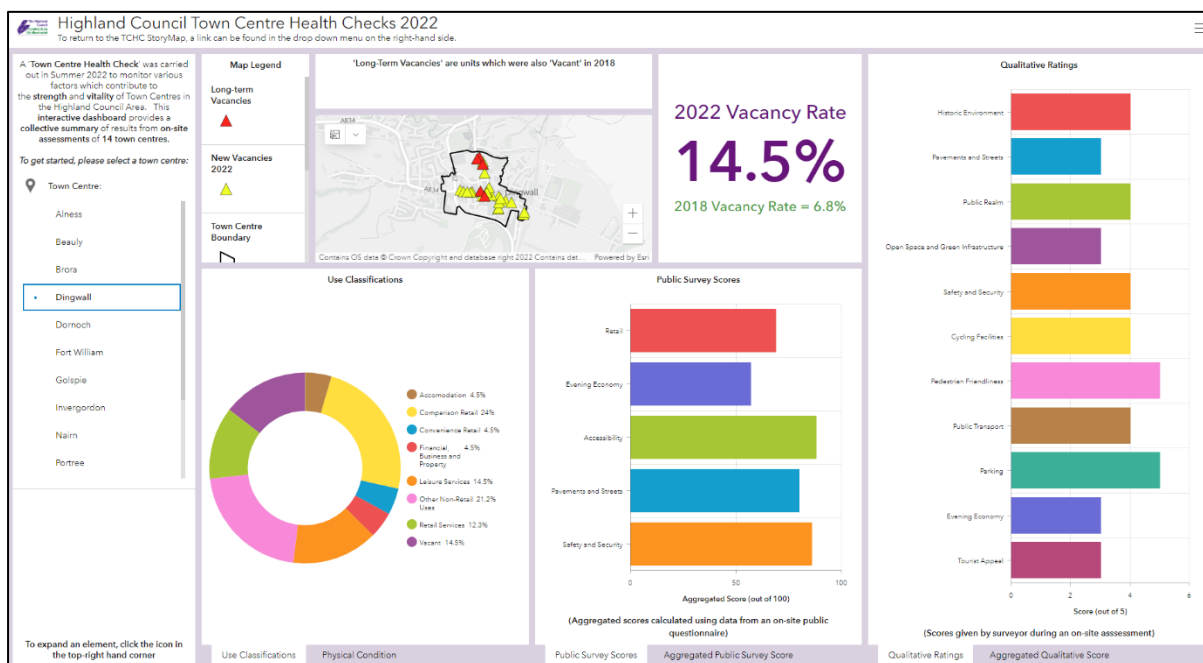 Highland Council Town Centre Health Checks 2022
To return to the TCHC StoryMap, a link can be found in the drop down menu on the right-hand side.
A 'Town Centre Health Check' was carried
out in Summer 2022 to monitor various
factors which contribute to
the strength and vitality of Town Centres in
the Highland Council Area. This
interactive dashboard provides a
collective summary of results from on-site
assessments of 14 town centres.
To get started, please select a town centre:
Town Centre:
Alness
Beauly
Brora
Dingwall
Dornoch
Fort William
Golspie
Invergordon
Nairn
Portree
To expand an element, click the icon in
the top-right hand corner
Map Legend
Long-term
Vacancies
New Vacancies
2022
Town Centre
Boundary
'Long-Term Vacancies' are units which were also 'Vacant' in 2018
A834
A834
Dingwall
+
−
Contains OS data © Crown Copyright and database right 2022 Contains dat...
Powered by Esri
2022 Vacancy Rate
14.5%
2018 Vacancy Rate = 6.8%
Use Classifications
Accomodation 4.5%
Comparison Retail 24%
Convenience Retail 4.5%
Financial, 4.5%
Business and
Property
Leisure Services 14.5%
Other Non-Retail 21.2%
Uses
Retail Services 12.3%
Vacant 14.5%
Use Classifications
Physical Condition
Public Survey Scores
Retail
Evening Economy
Accessibility
Pavements and Streets
Safety and Security
0
50
100
Aggregated Score (out of 100)
(Aggregated scores calculated using data from an on-site public
questionnaire)
Public Survey Scores
Aggregated Public Survey Score
Qualitative Ratings
Historic Environment
Pavements and Streets
Public Realm
Open Space and Green Infrastructure
Safety and Security
Cycling Facilities
Pedestrian Friendliness
Public Transport
Parking
Evening Economy
Tourist Appeal
0
2
4
6
Score (out of 5)
(Scores given by surveyor during an on-site asssessment)
Qualitative Ratings
Aggregated Qualitative Score